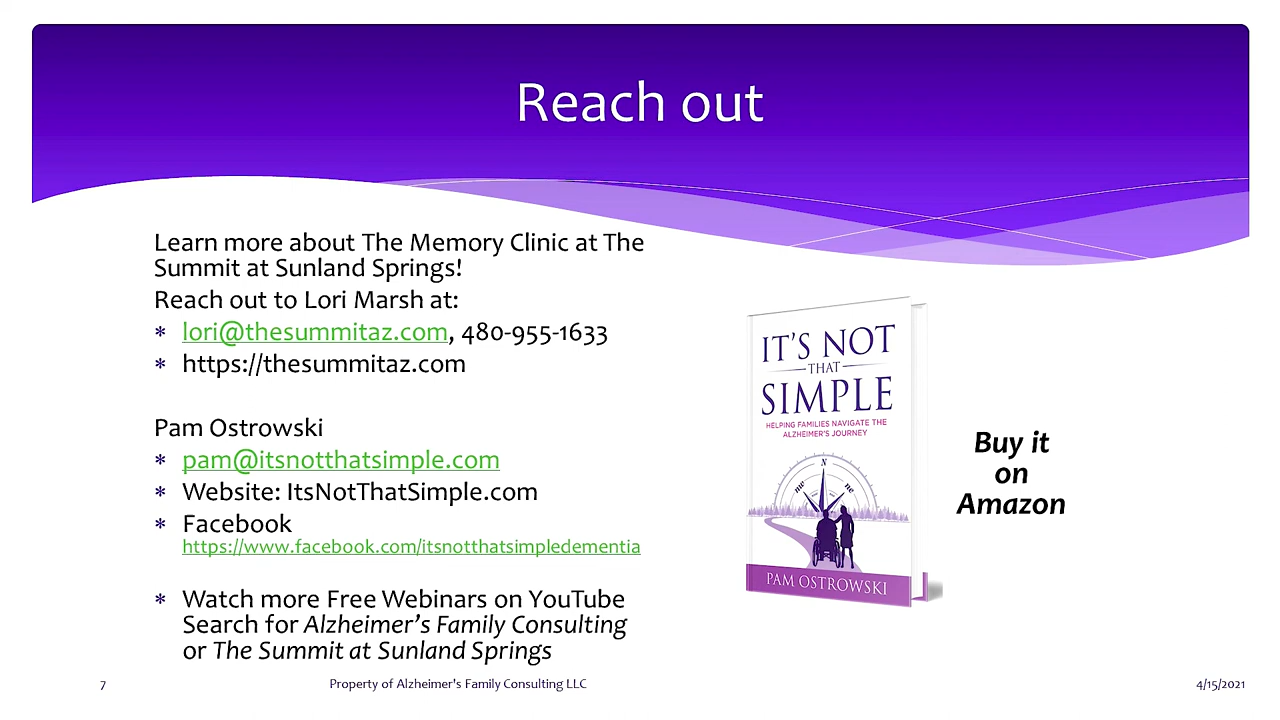 Reach out
Learn more about The Memory Clinic at The
Summit at Sunland Springs!
Reach out to Lori Marsh at:
* lori@thesummitaz.com, 480-955-1633
* https://thesummitaz.com
Pam Ostrowski
* pam@itsnotthatsimple.com
* Website: ItsNotThatSimple.com
* Facebook
https://www.facebook.com/itsnotthatsimpledementia
* Watch more Free Webinars on YouTube
Search for Alzheimer's Family Consulting
or The Summit at Sunland Springs
IT'S NOT
THAT
SIMPLE
HELPING FAMILIES NAVIGATE THE
ALZHEIMER'S JOURNEY
N
nw
ne
PAM OSTROWSKI
Buy it
on
Amazon
7
Property of Alzheimer's Family Consulting LLC
4/15/2021